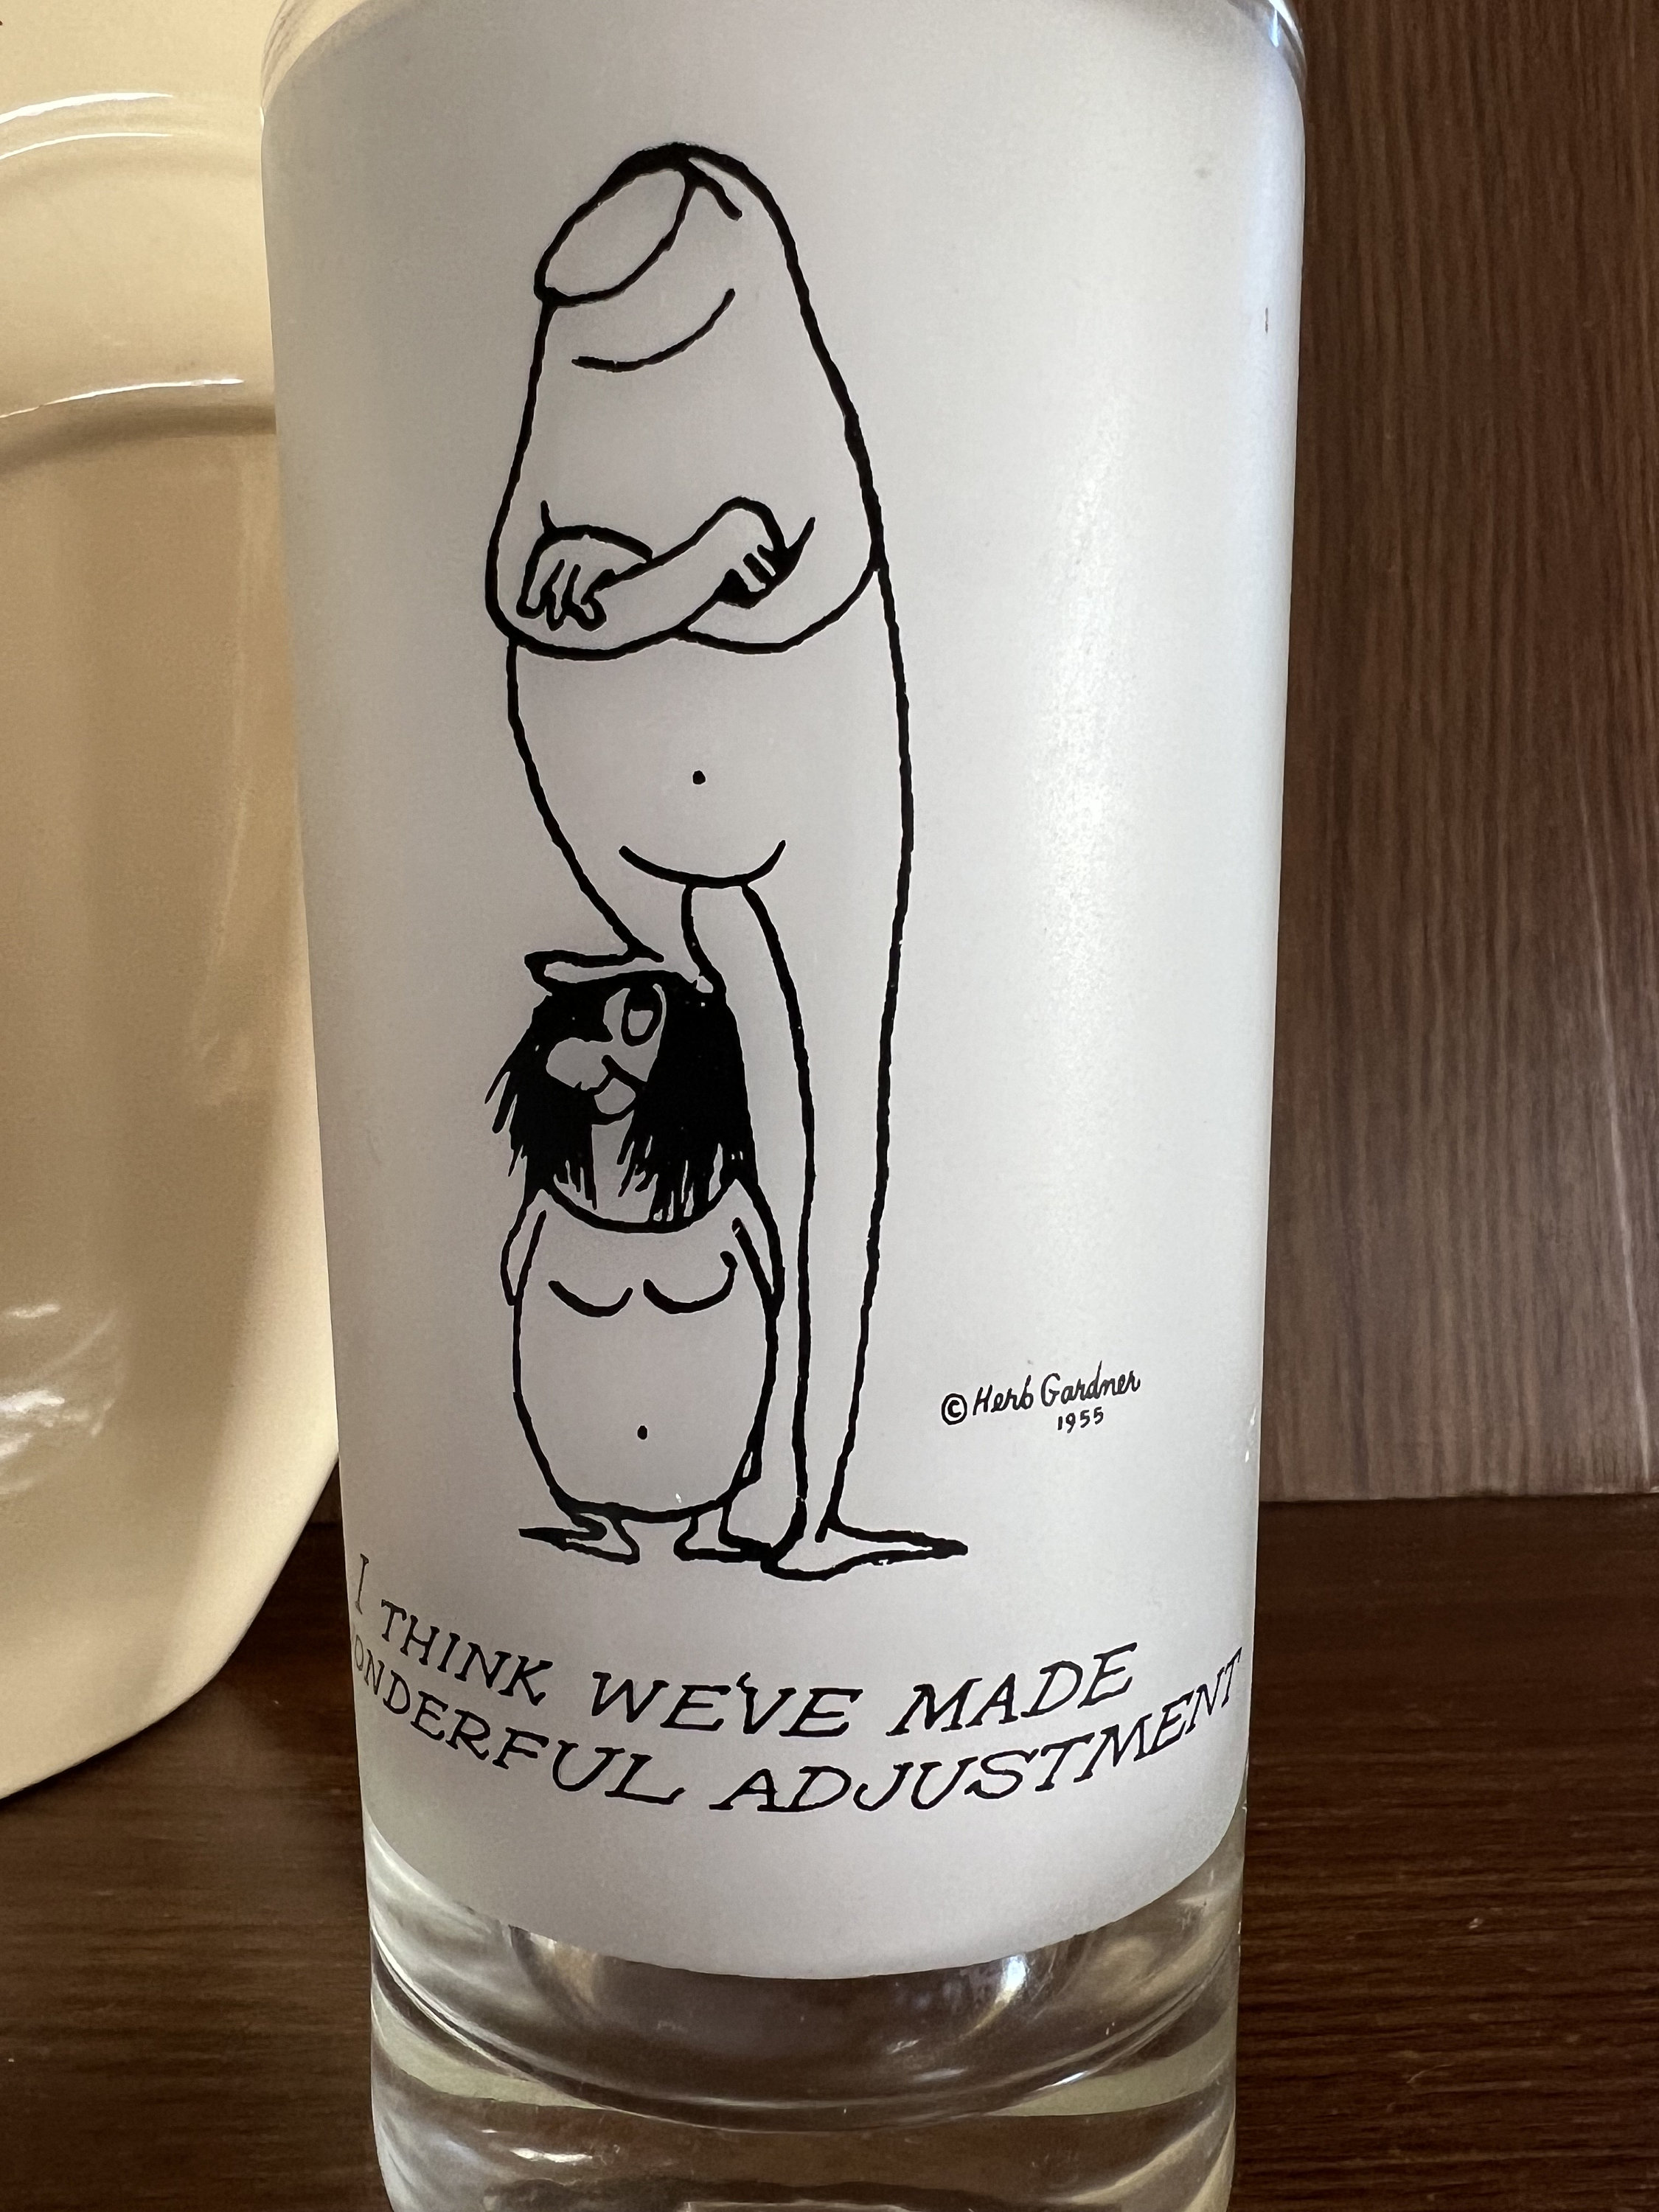 © Herb Gardner
1955
I THINK WE'VE MADE
ONDERFUL ADJUSTMENT